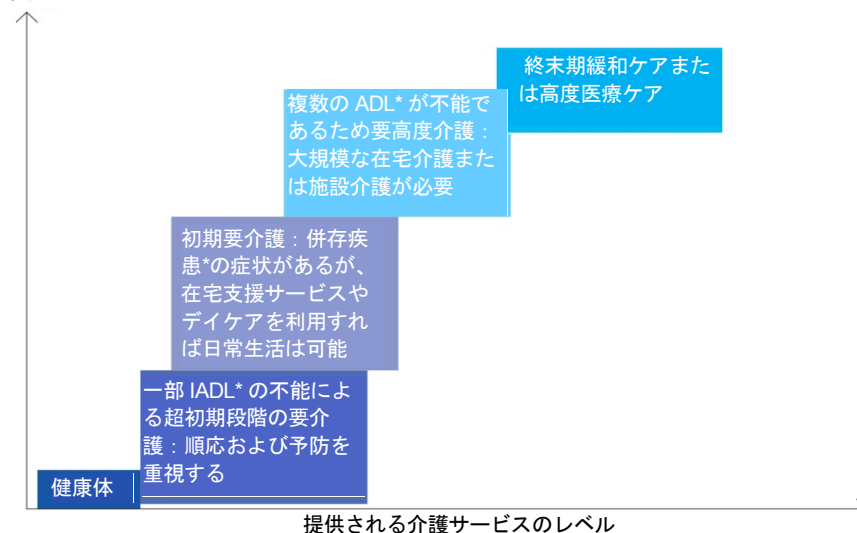 終末期緩和ケアまた
は高度医療ケア
複数の ADL* が不能で
あるため要高度介護：
大規模な在宅介護また
は施設介護が必要
初期要介護：併存疾
患*の症状があるが、
在宅支援サービスや
デイケアを利用すれ
ば日常生活は可能
一部 IADL* の不能によ
る超初期段階の要介
護：順応および予防を
重視する
健康体
提供される介護サービスのレベル